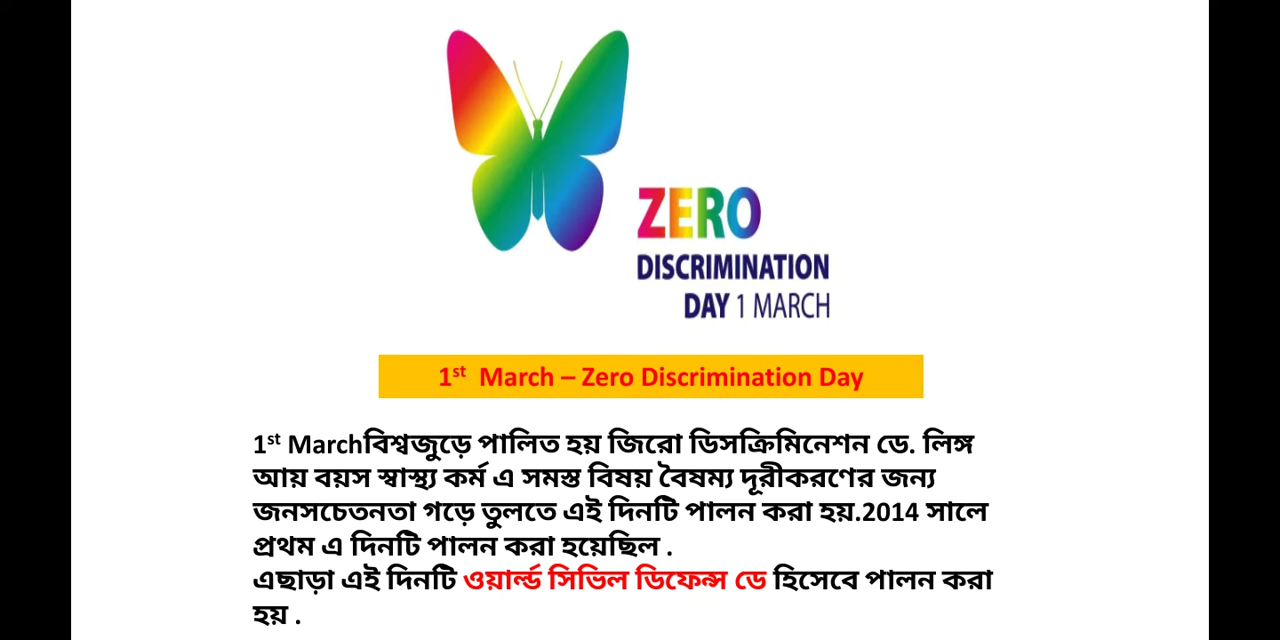 ZERO
DISCRIMINATION
DAY 1 MARCH
1st March – Zero Discrimination Day
1st Marchবিশ্বজুড়ে পালিত হয় জিরো ডিসক্রিমিনেশন ডে. লিঙ্গ
আয় বয়স স্বাস্থ্য কর্ম এ সমস্ত বিষয় বৈষম্য দূরীকরণের জন্য
জনসচেতনতা গড়ে তুলতে এই দিনটি পালন করা হয়.2014 সালে
প্রথম এ দিনটি পালন করা হয়েছিল .
এছাড়া এই দিনটি ওয়ার্ল্ড সিভিল ডিফেন্স ডে হিসেবে পালন করা
হয় .